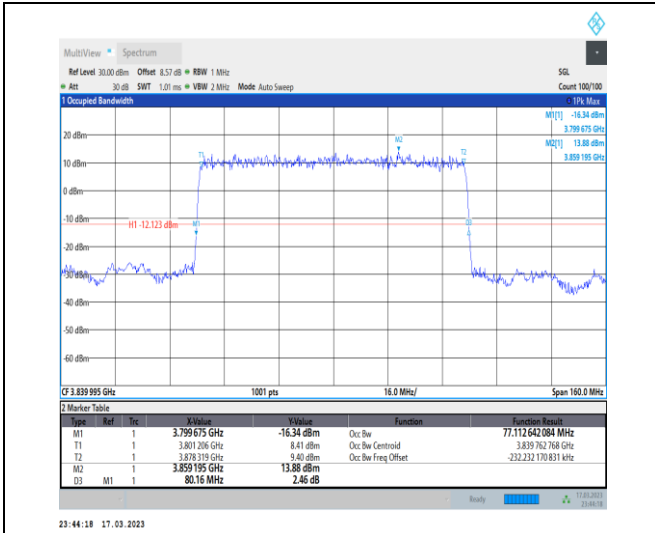 MultiView Spectrum
Ref Level 30.00 dBm Offset 8.57 dB RBW 1 MHz SGL
Att 30 dB SWT 1.01 ms VBW 2 MHz Mode Auto Sweep Count 100/100
1 Occupied Bandwidth 1Pk Max
M1[1] -16.34 dBm
3.799 675 GHz
M2[1] 13.88 dBm
3.859 195 GHz
20 dBm
M2
T1 T2
10 dBm
0 dBm
-10 dBm
H1 -12.123 dBm M1 D3
-20 dBm
-30 dBm
-40 dBm
-50 dBm
-60 dBm
CF 3.839 995 GHz 1001 pts 16.0 MHz/ Span 160.0 MHz
2 Marker Table
Type Ref Trc X-Value Y-Value Function Function Result
M1 1 3.799 675 GHz -16.34 dBm Occ Bw 77.112 642 084 MHz
T1 1 3.801 206 GHz 8.41 dBm Occ Bw Centroid 3.839 762 768 GHz
T2 1 3.878 319 GHz 9.40 dBm Occ Bw Freq Offset -232.232 170 831 kHz
M2 1 3.859 195 GHz 13.88 dBm
D3 M1 1 80.16 MHz 2.46 dB
Ready 17.03.2023
23:44:18
23:44:18 17.03.2023